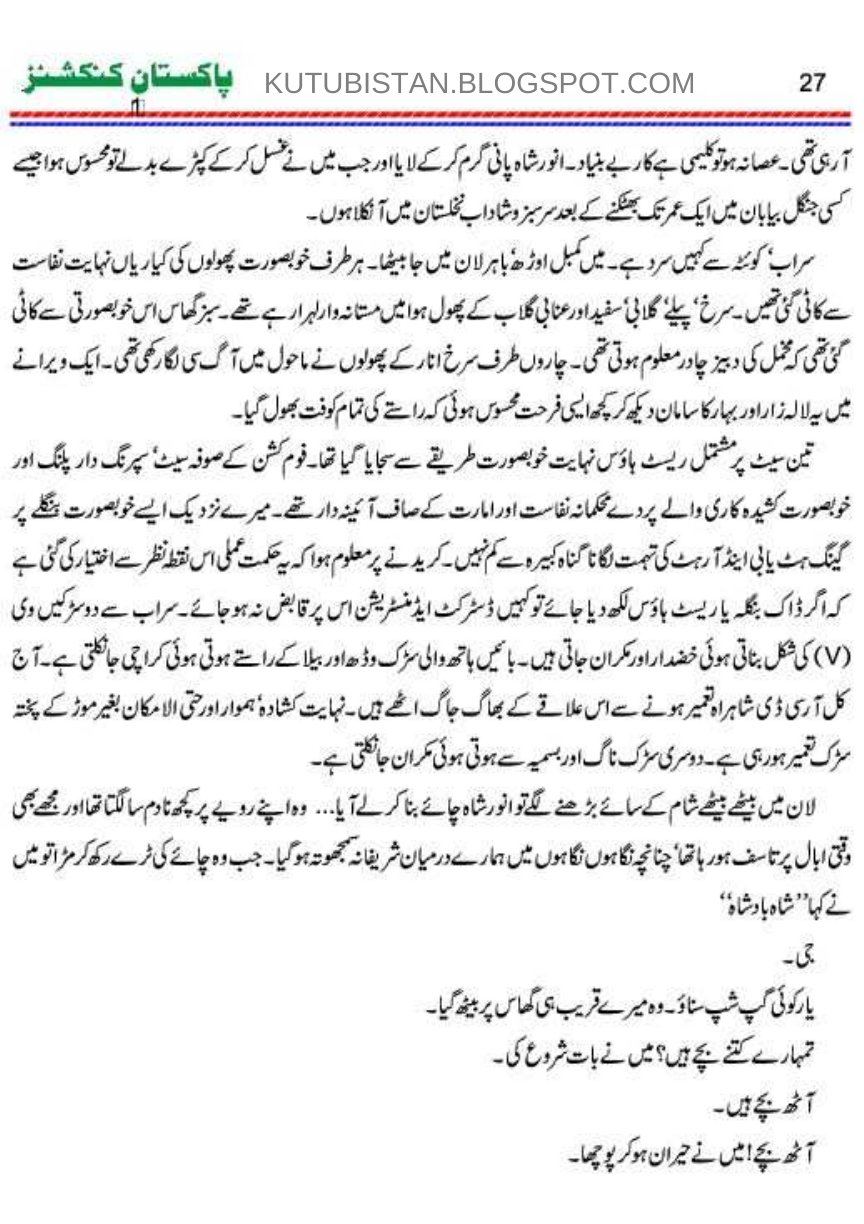 پاکستان کنکشنز KUTUBISTAN.BLOGSPOT.COM 27
آ رہی تھی۔عصا نہ ہو تو کلیمی ہے کار بے بنیاد۔انور شاہ پانی گرم کر کے لایا اور جب میں نے غسل کر کے کپڑے بدلے تو محسوس ہوا جیسے
کسی جنگل بیابان میں ایک عمر تک بھٹکنے کے بعد سرسبز و شاداب نخلستان میں آ نکلا ہوں۔
سراب‘ کوئٹہ سے کہیں سرد ہے۔ میں کمبل اوڑھ‘ باہر لان میں جا بیٹھا۔ ہر طرف خوبصورت پھولوں کی کیاریاں نہایت نفاست
سے کاٹی گئی تھیں۔سرخ‘ پیلے‘ گلابی‘ سفید اور عنابی گلاب کے پھول ہوا میں مستانہ وار لہرا رہے تھے۔سبز گھاس اس خوبصورتی سے کاٹی
گئی تھی کہ مخمل کی دبیز چادر معلوم ہوتی تھی۔ چاروں طرف سرخ انار کے پھولوں نے ماحول میں آگ سی لگا رکھی تھی۔ایک ویرانے
میں یہ لالہ زار اور بہار کا سامان دیکھ کر کچھ ایسی فرحت محسوس ہوئی کہ راستے کی تمام کوفت بھول گیا۔
تین سیٹ پر مشتمل ریسٹ ہاؤس نہایت خوبصورت طریقے سے سجایا گیا تھا۔فوم کشن کے صوفہ سیٹ‘ سپرنگ دار پلنگ اور
خوبصورت کشیدہ کاری والے پردے محکمانہ نفاست اور امارت کے صاف آئینہ دار تھے۔میرے نزدیک ایسے خوبصورت بنگلے پر
گینگ ہٹ یا بی اینڈ آر ہٹ کی تہمت لگانا گناہ کبیرہ سے کم نہیں۔کریدنے پر معلوم ہوا کہ یہ حکمت عملی اس نقطہ نظر سے اختیار کی گئی ہے
کہ اگر ڈاک بنگلہ یا ریسٹ ہاؤس لکھ دیا جائے تو کہیں ڈسٹرکٹ ایڈمنسٹریشن اس پر قابض نہ ہو جائے۔سراب سے دو سڑکیں وی
(V) کی شکل بناتی ہوئی خضدار اور مکران جاتی ہیں۔ بائیں ہاتھ والی سڑک وڈھ اور بیلا کے راستے ہوتی ہوئی کراچی جا نکلتی ہے۔آج
کل آر سی ڈی شاہراہ تعمیر ہونے سے اس علاقے کے بھاگ جاگ اٹھے ہیں۔نہایت کشادہ‘ ہموار اور حتی الامکان بغیر موڑ کے پختہ
سڑک تعمیر ہو رہی ہے۔دوسری سڑک ناگ اور بسمیہ سے ہوتی ہوئی مکران جا نکلتی ہے۔
لان میں بیٹھے بیٹھے شام کے سائے بڑھنے لگے تو انور شاہ چائے بنا کر لے آیا... وہ اپنے رویے پر کچھ نادم سا لگتا تھا اور مجھے بھی
وقتی ابال پر تاسف ہو رہا تھا‘ چنانچہ نگاہوں نگاہوں میں ہمارے درمیان شریفانہ سمجھوتہ ہو گیا۔ جب وہ چائے کی ٹرے رکھ کر مڑا تو میں
نے کہا’’شاہ بادشاہ‘‘
جی۔
یار کوئی گپ شپ سناؤ۔وہ میرے قریب ہی گھاس پر بیٹھ گیا۔
تمہارے کتنے بچے ہیں؟میں نے بات شروع کی۔
آٹھ بچے ہیں۔
آٹھ بچے!میں نے حیران ہو کر پوچھا۔